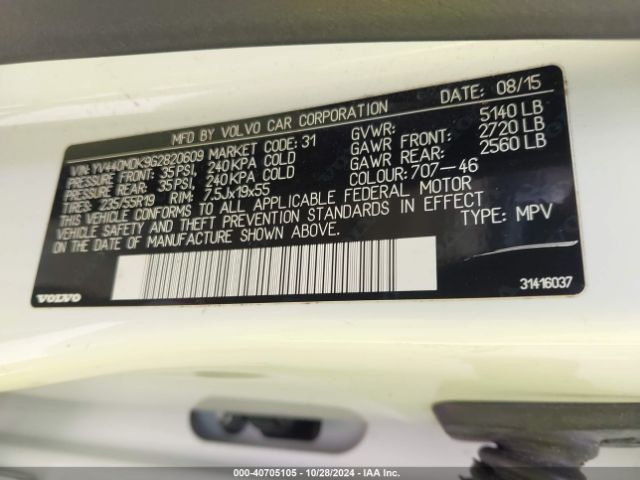 MFD BY VOLVO CAR CORPORATION DATE: 08/15
VIN: YV440MDK9G2820609 MARKET CODE: 31
PRESSURE FRONT: 35 PSI, 240 KPA COLD
PRESSURE REAR: 35 PSI, 240 KPA COLD
TIRES: 235/55R19 RIM: 7.5Jx19x55
GVWR: 5140 LB
GAWR FRONT: 2720 LB
GAWR REAR: 2560 LB
COLOUR: 707-46
THIS VEHICLE CONFORMS TO ALL APPLICABLE FEDERAL MOTOR
VEHICLE SAFETY AND THEFT PREVENTION STANDARDS IN EFFECT
ON THE DATE OF MANUFACTURE SHOWN ABOVE. TYPE: MPV
VOLVO
31416037
000-40705105 - 10/28/2024 - IAA Inc.